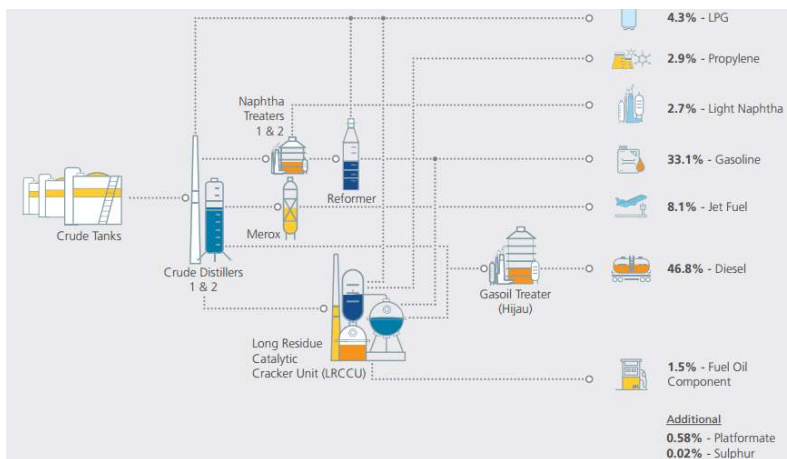 4.3% - LPG
2.9% - Propylene
Naphtha
Treaters
1 & 2
2.7% - Light Naphtha
33.1% - Gasoline
Reformer
8.1% - Jet Fuel
Merox
Crude Tanks
Crude Distillers
1 & 2
46.8% - Diesel
Gasoil Treater
(Hijau)
Long Residue
Catalytic
Cracker Unit (LRCCU)
1.5% - Fuel Oil
Component
Additional
0.58% - Platformate
0.02% - Sulphur